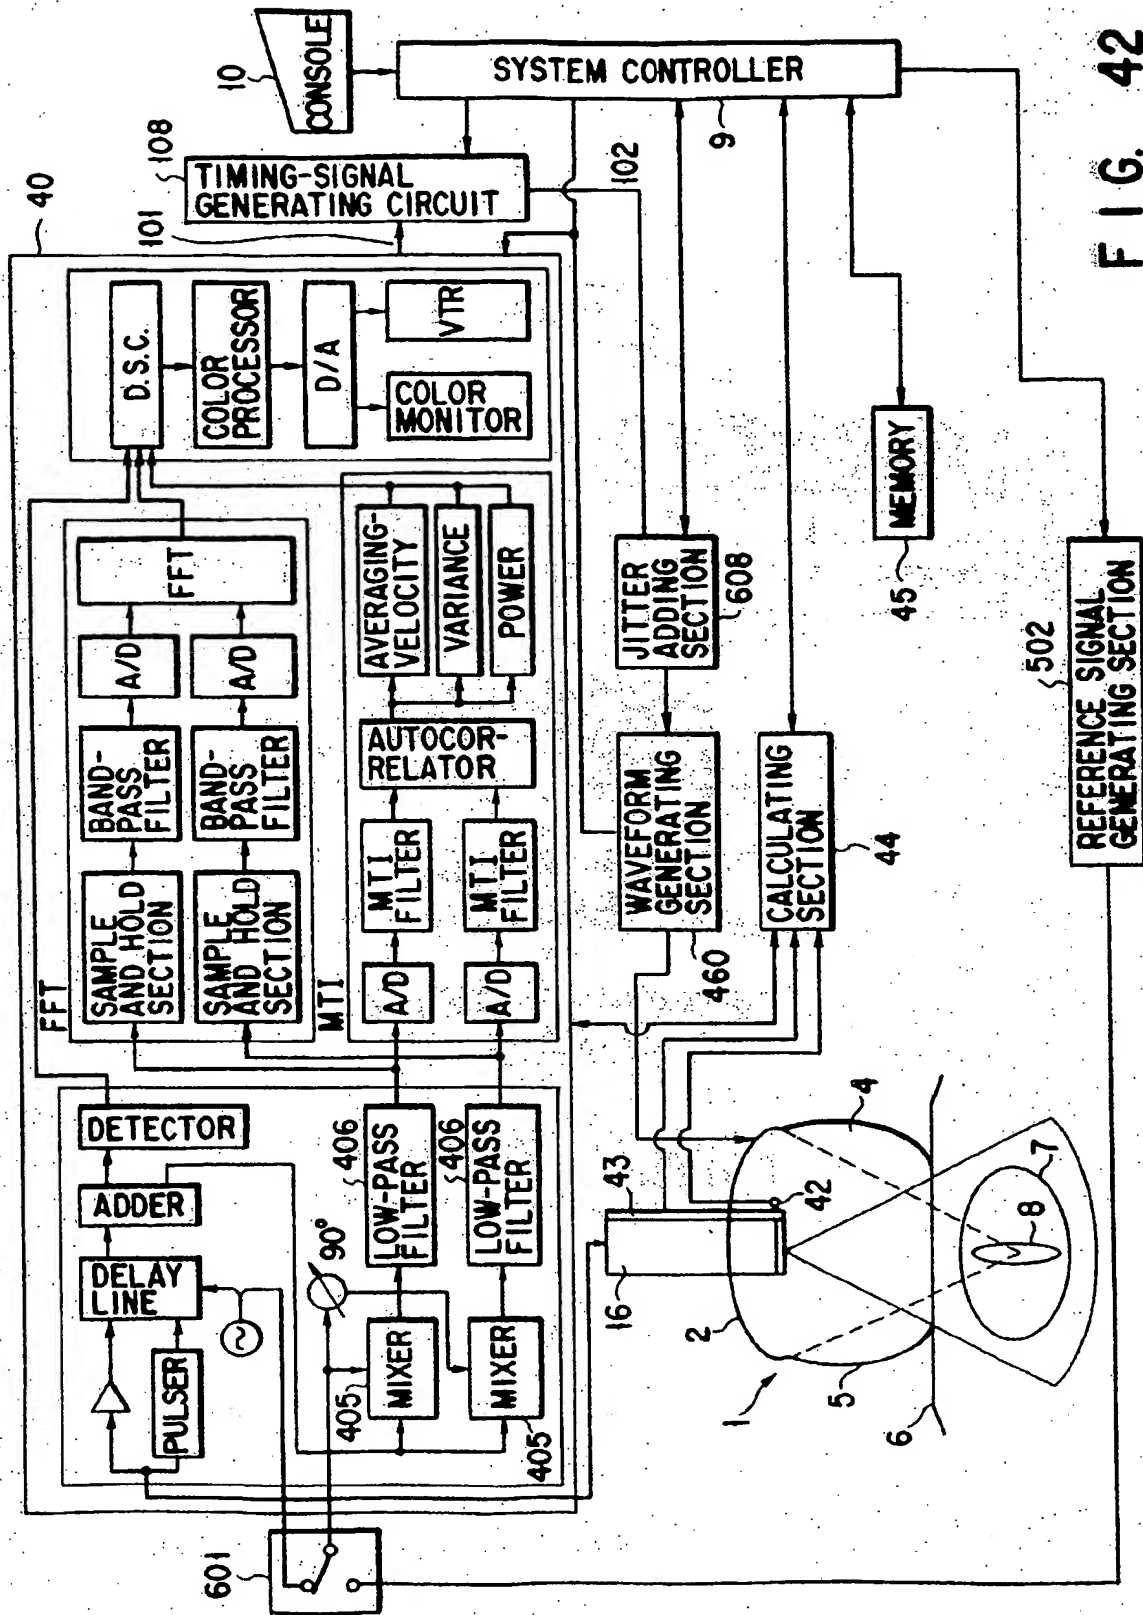 FIG. 42
40
DETECTOR
ADDER
DELAY
LINE
PULSER
90°
405
MIXER
405
MIXER
406
LOW-PASS
FILTER
406
LOW-PASS
FILTER
601
FFT
SAMPLE
AND HOLD
SECTION
BAND-
PASS
FILTER
A/D
SAMPLE
AND HOLD
SECTION
BAND-
PASS
FILTER
A/D
FFT
MTI
A/D
MTI
FILTER
A/D
MTI
FILTER
AUTOCOR-
RELATOR
AVERAGING-
VELOCITY
VARIANCE
POWER
D.S.C.
COLOR
PROCESSOR
D/A
COLOR
MONITOR
VTR
101
108
TIMING-SIGNAL
GENERATING CIRCUIT
10
CONSOLE
SYSTEM CONTROLLER
9
102
JITTER
ADDING
SECTION
608
WAVEFORM
GENERATING
SECTION
460
CALCULATING
SECTION
44
MEMORY
45
REFERENCE SIGNAL
GENERATING SECTION
502
16
43
42
1
2
4
5
6
7
8